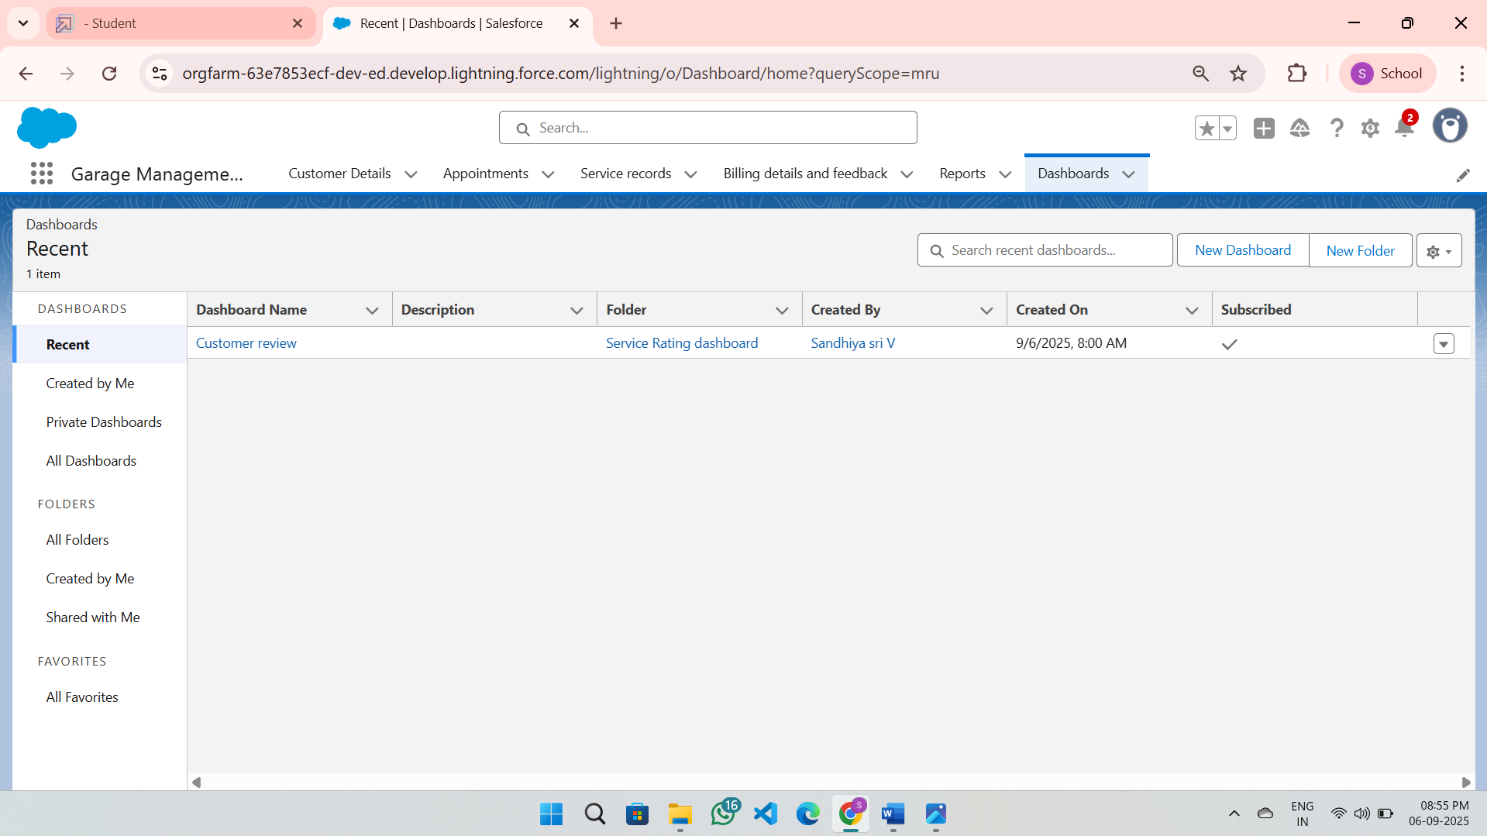 - Student
Recent | Dashboards | Salesforce
orgfarm-63e7853ecf-dev-ed.develop.lightning.force.com/lightning/o/Dashboard/home?queryScope=mru
S School
Search...
2
Garage Manageme...
Customer Details
Appointments
Service records
Billing details and feedback
Reports
Dashboards
Dashboards
Recent
1 item
Search recent dashboards...
New Dashboard
New Folder
DASHBOARDS
Recent
Created by Me
Private Dashboards
All Dashboards
FOLDERS
All Folders
Created by Me
Shared with Me
FAVORITES
All Favorites
Dashboard Name Description Folder Created By Created On Subscribed
Customer review Service Rating dashboard Sandhiya sri V 9/6/2025, 8:00 AM
16
S
ENG
IN
08:55 PM
06-09-2025